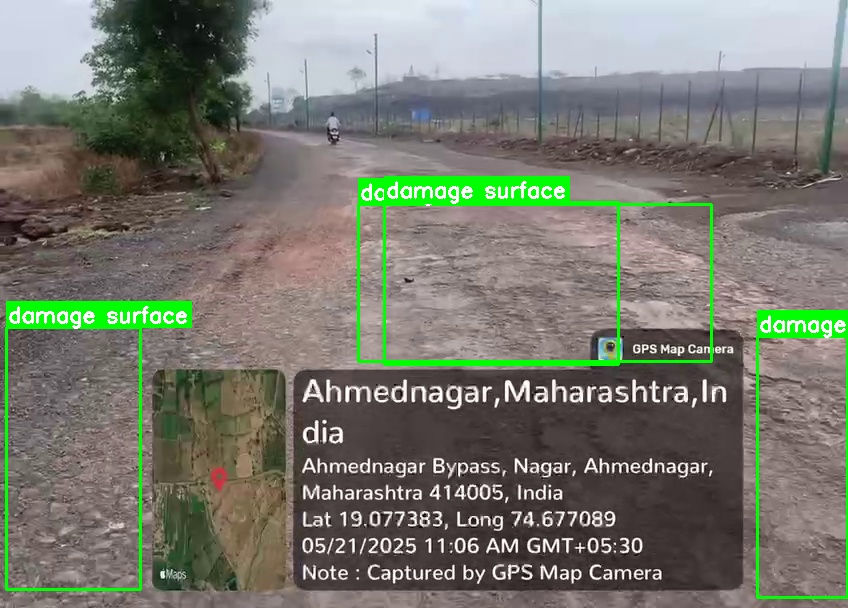 damage surface
damage surface
damage
GPS Map Camera
Ahmednagar,Maharashtra,In
dia
Ahmednagar Bypass, Nagar, Ahmednagar,
Maharashtra 414005, India
Lat 19.077383, Long 74.677089
05/21/2025 11:06 AM GMT+05:30
Note : Captured by GPS Map Camera
Maps